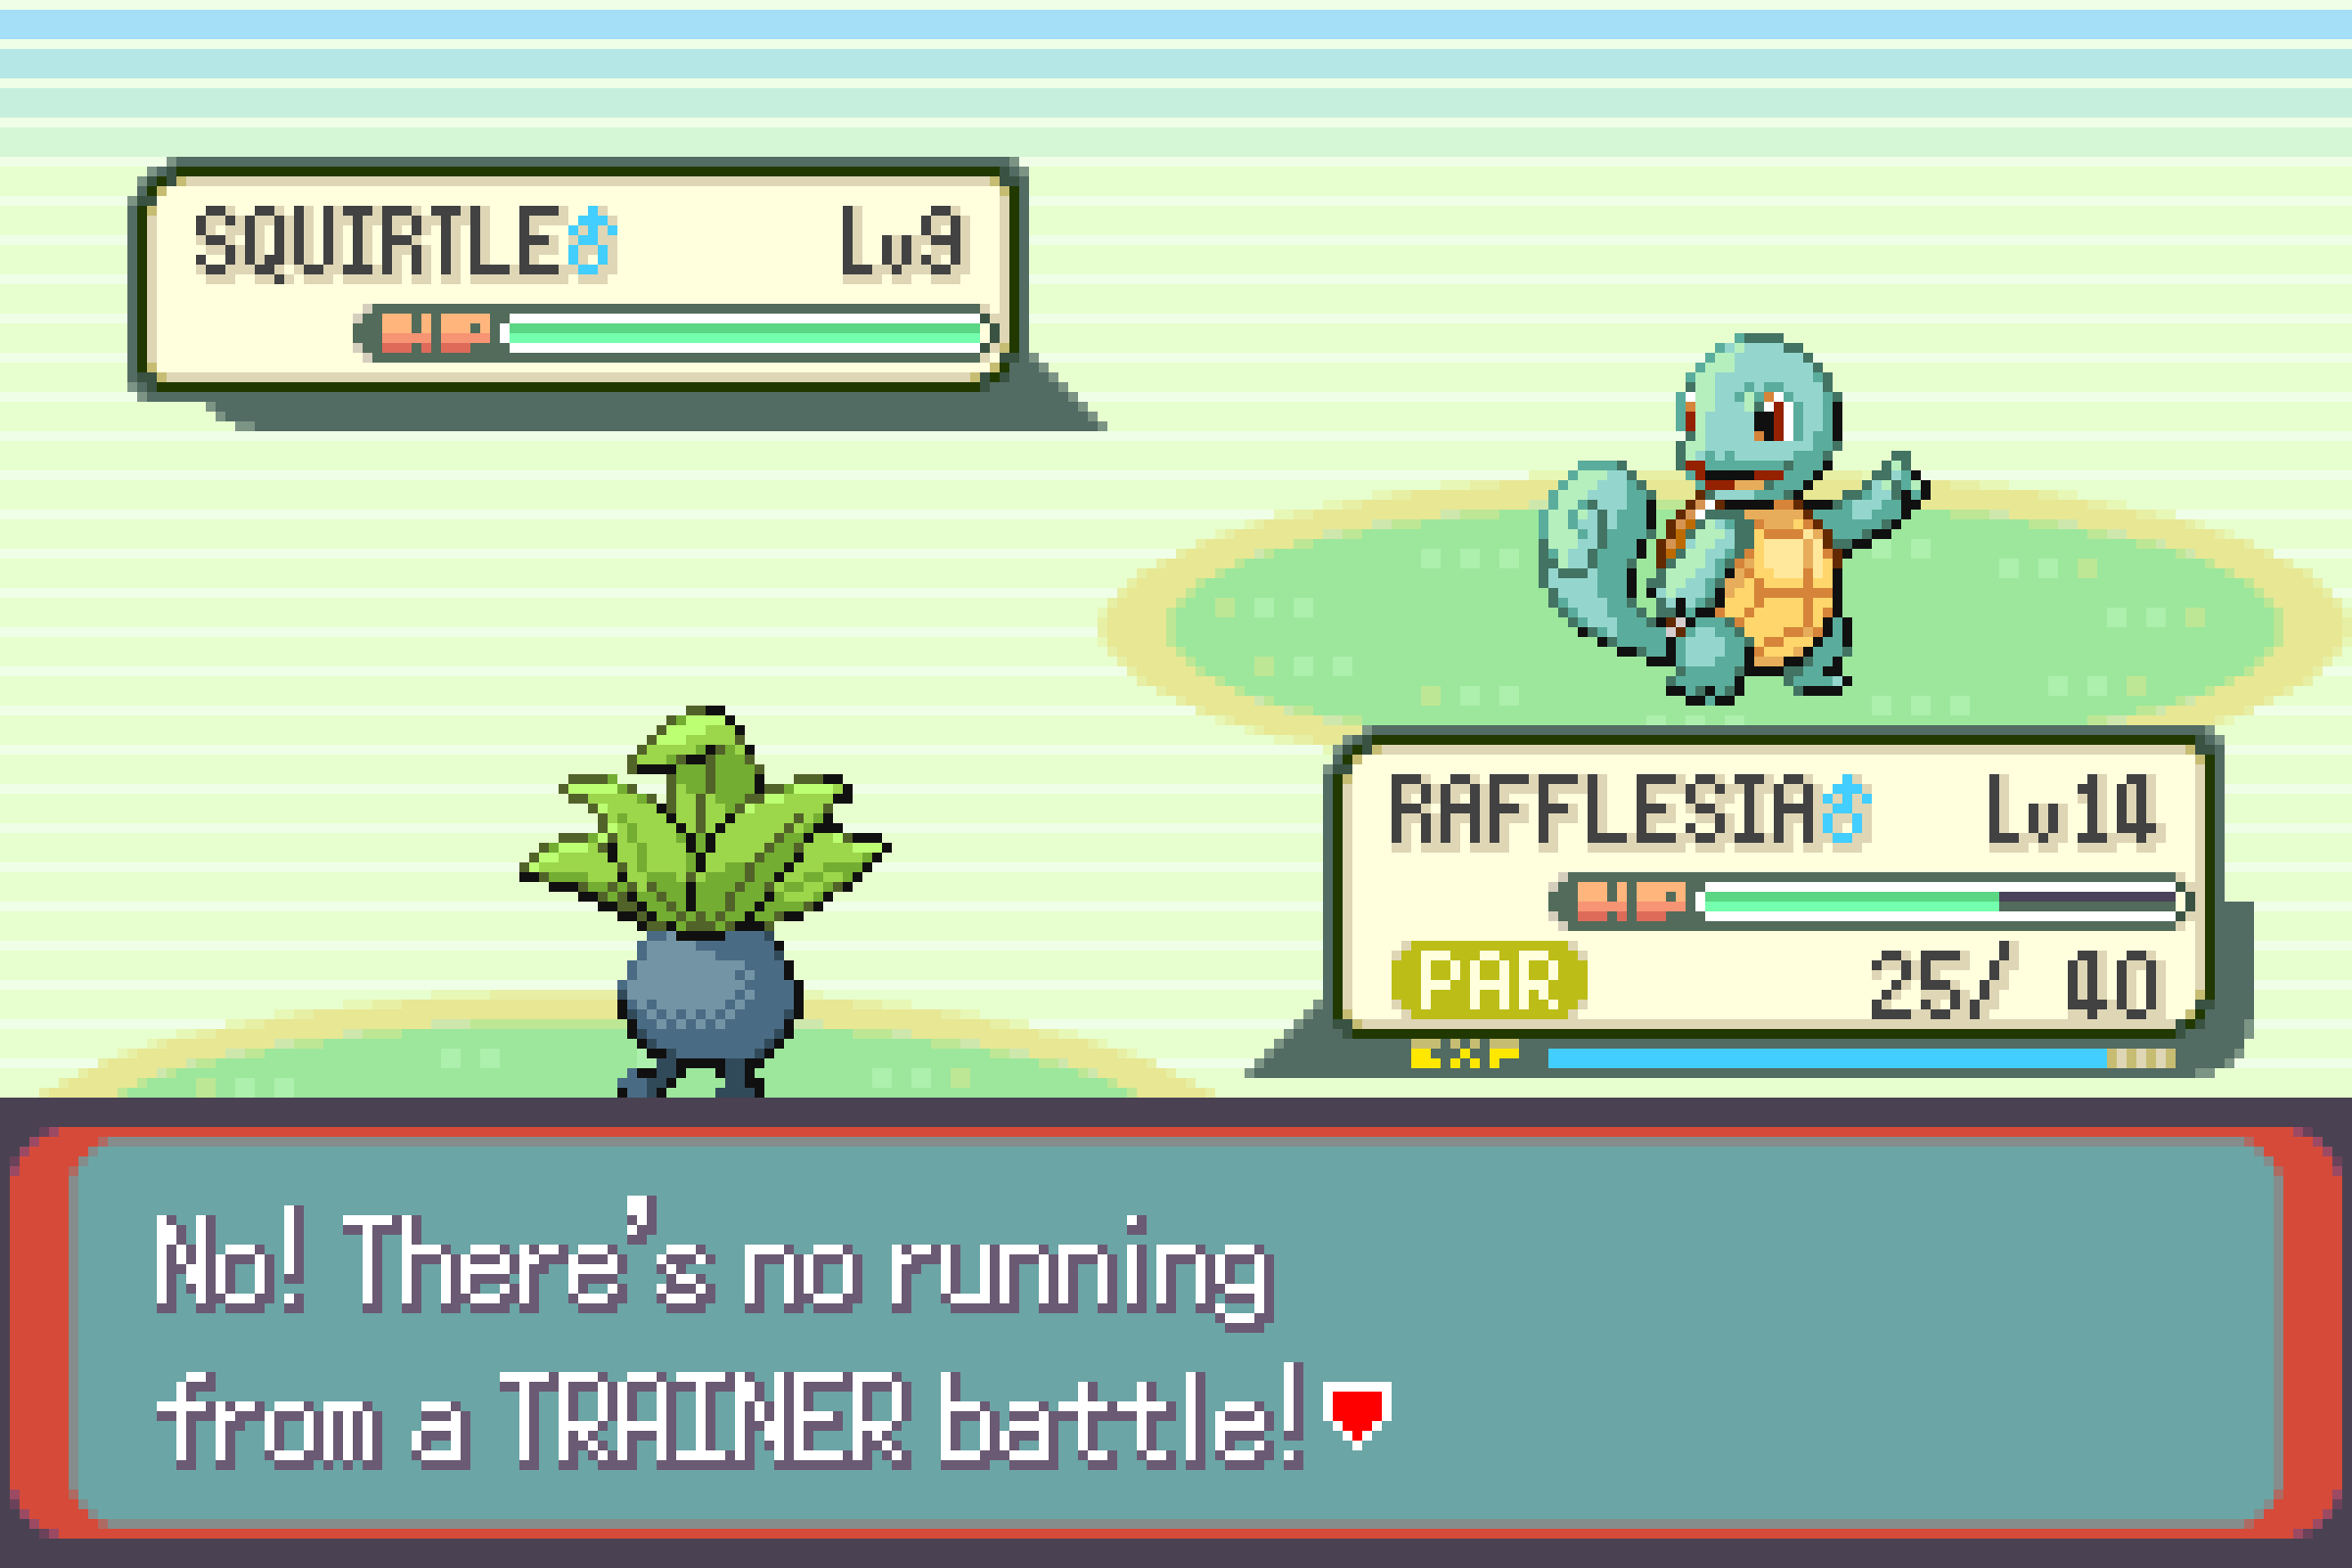 SQUIRTLE♂ Lv9
HP
RAFFLESIA♂ Lv14
HP
PAR 25/ 40
EXP
No! There's no running
from a TRAINER battle!